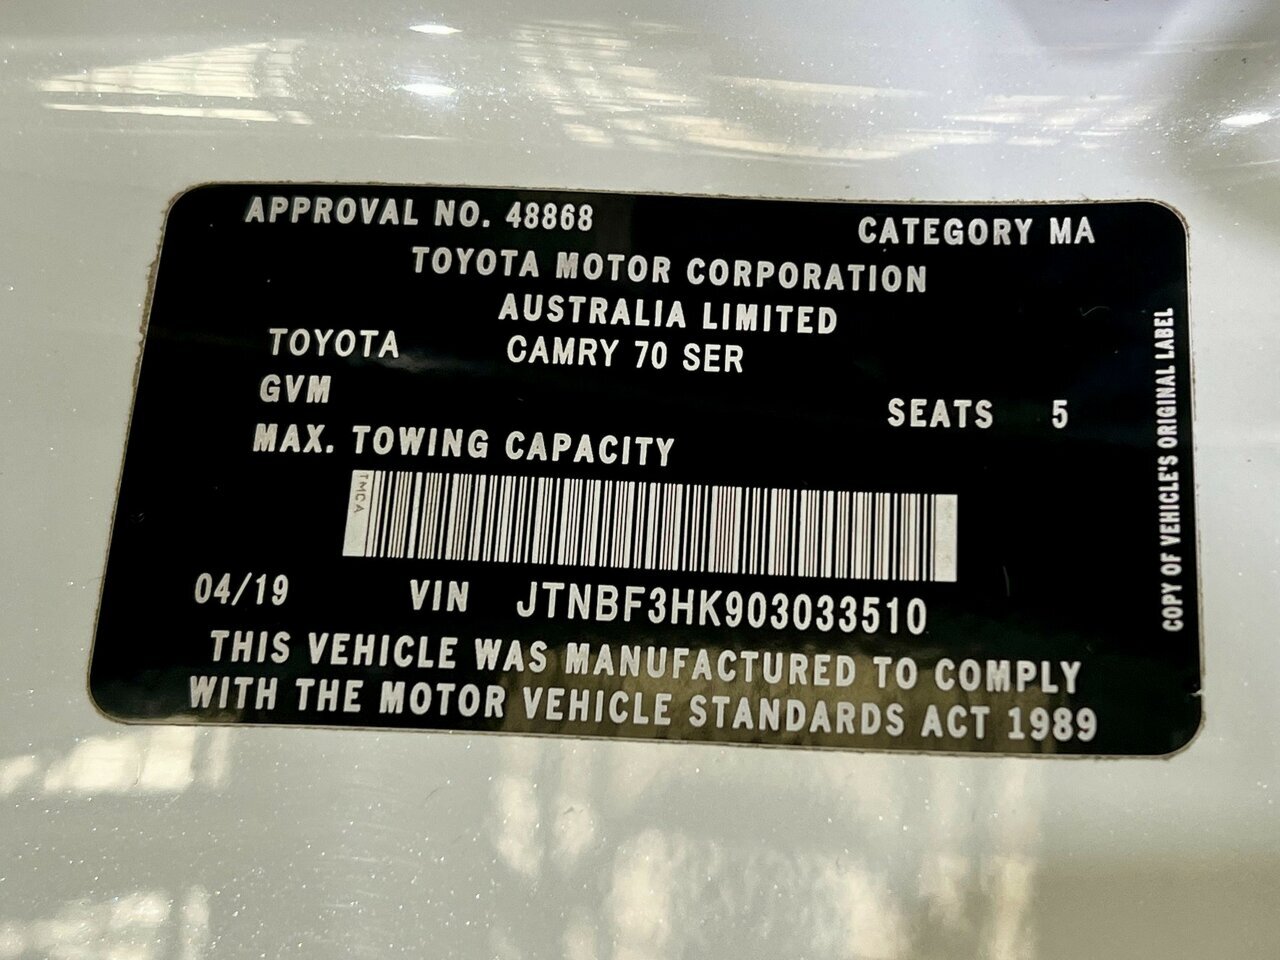 APPROVAL NO. 48868 CATEGORY MA
TOYOTA MOTOR CORPORATION
AUSTRALIA LIMITED
TOYOTA CAMRY 70 SER
GVM
SEATS 5
MAX. TOWING CAPACITY
TMCA
04/19 VIN JTNBF3HK903033510
THIS VEHICLE WAS MANUFACTURED TO COMPLY
WITH THE MOTOR VEHICLE STANDARDS ACT 1989
COPY OF VEHICLE'S ORIGINAL LABEL